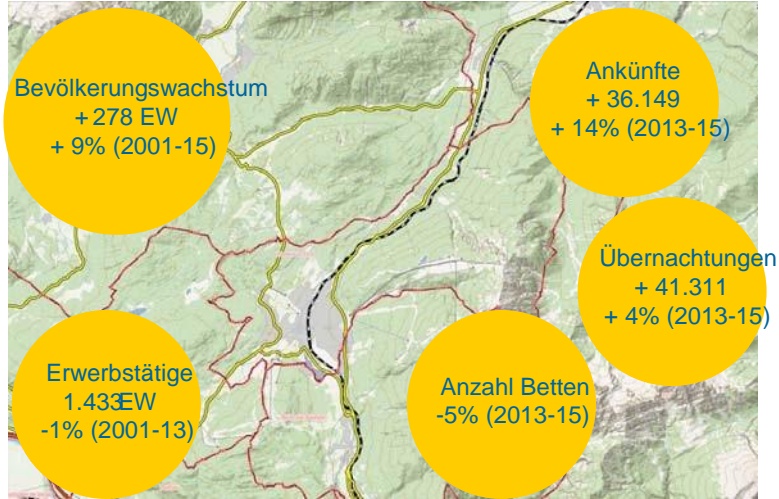 Bevölkerungswachstum
+ 278 EW
+ 9% (2001-15)
Ankünfte
+ 36.149
+ 14% (2013-15)
Übernachtungen
+ 41.311
+ 4% (2013-15)
Erwerbstätige
1.433EW
-1% (2001-13)
Anzahl Betten
-5% (2013-15)